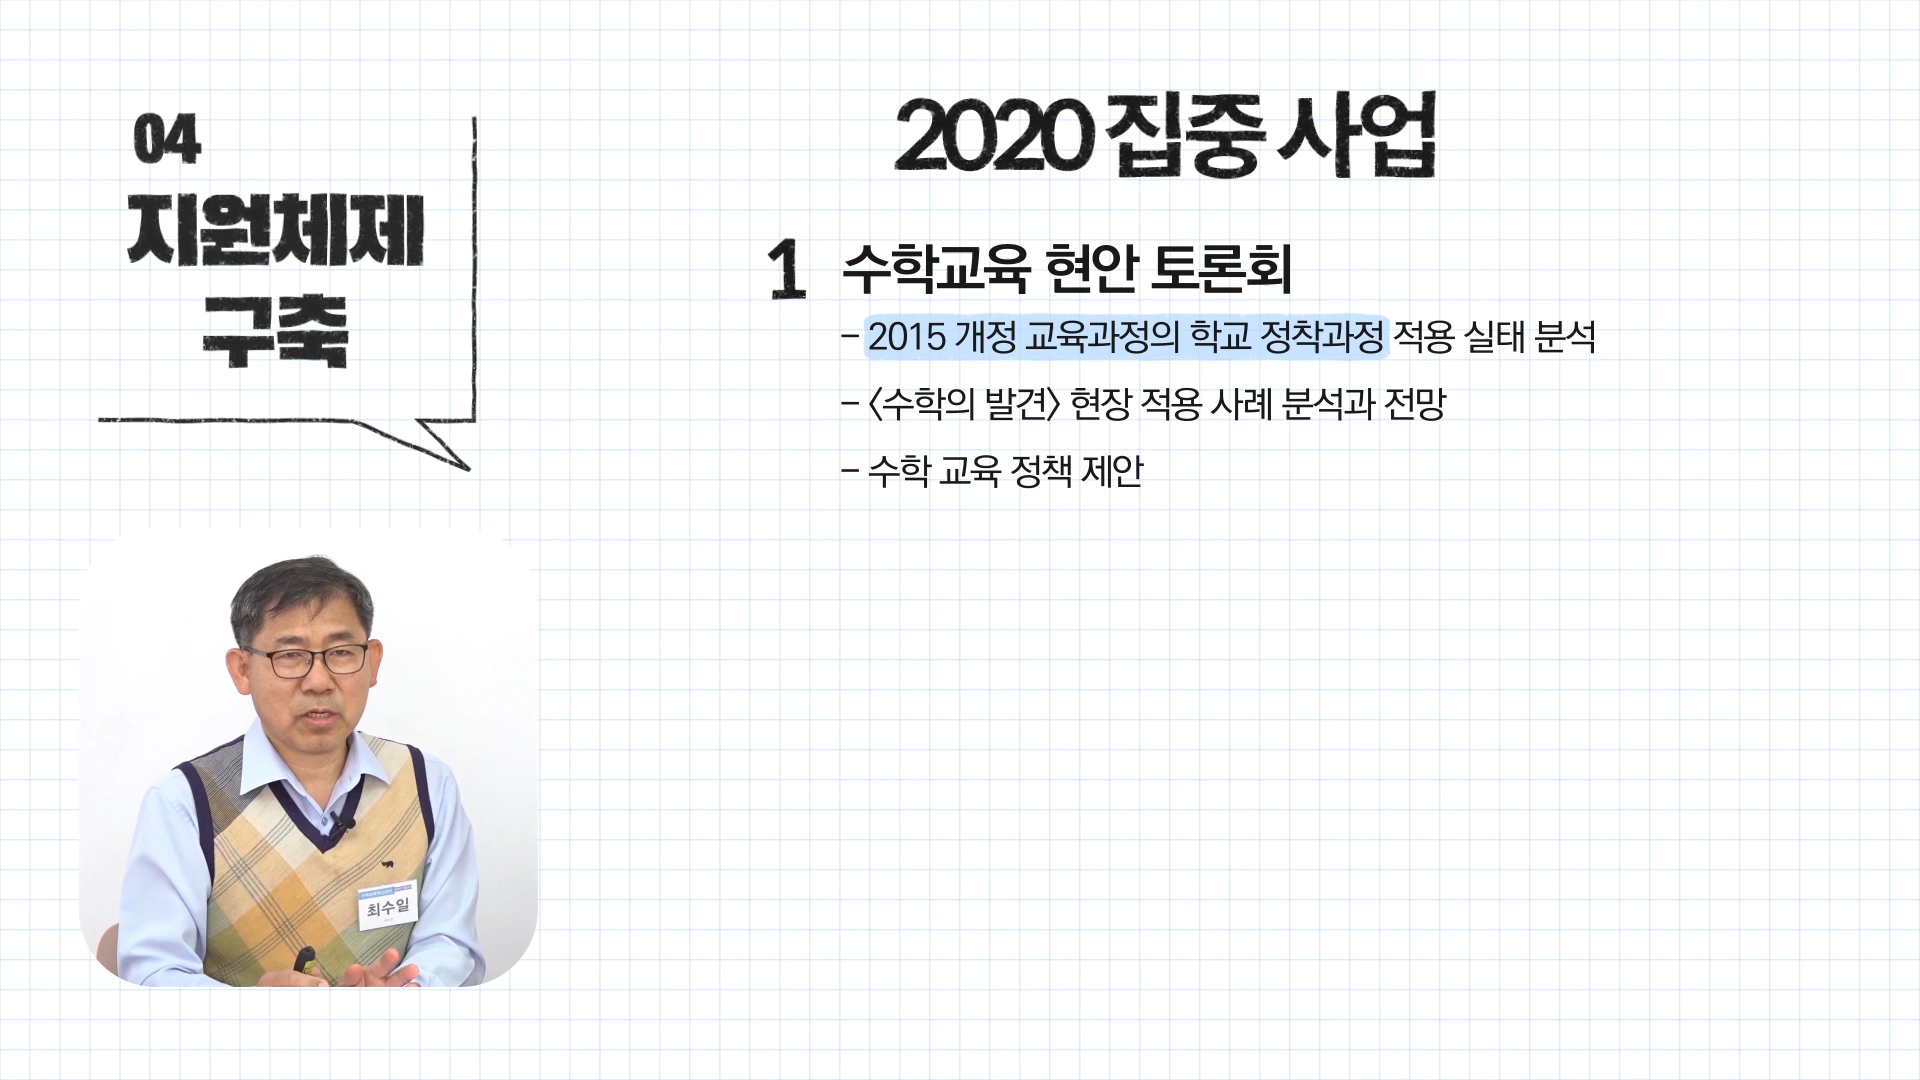 04
지원체제
구축
2020 집중 사업
1 수학교육 현안 토론회
– 2015 개정 교육과정의 학교 정착과정 적용 실태 분석
– 〈수학의 발견〉 현장 적용 사례 분석과 전망
– 수학 교육 정책 제안
최수일